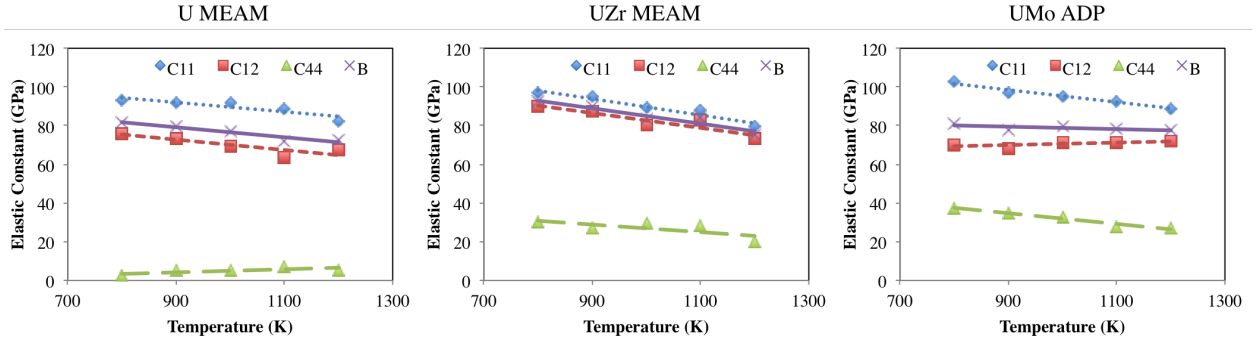 U MEAM
UZr MEAM
UMo ADP
Elastic Constant (GPa)
120
100
80
60
40
20
0
C11 C12 C44 B
700 900 1100 1300
Temperature (K)
Elastic Constant (GPa)
120
100
80
60
40
20
0
C11 C12 C44 B
700 900 1100 1300
Temperature (K)
Elastic Constant (GPa)
120
100
80
60
40
20
0
C11 C12 C44 B
700 900 1100 1300
Temperature (K)